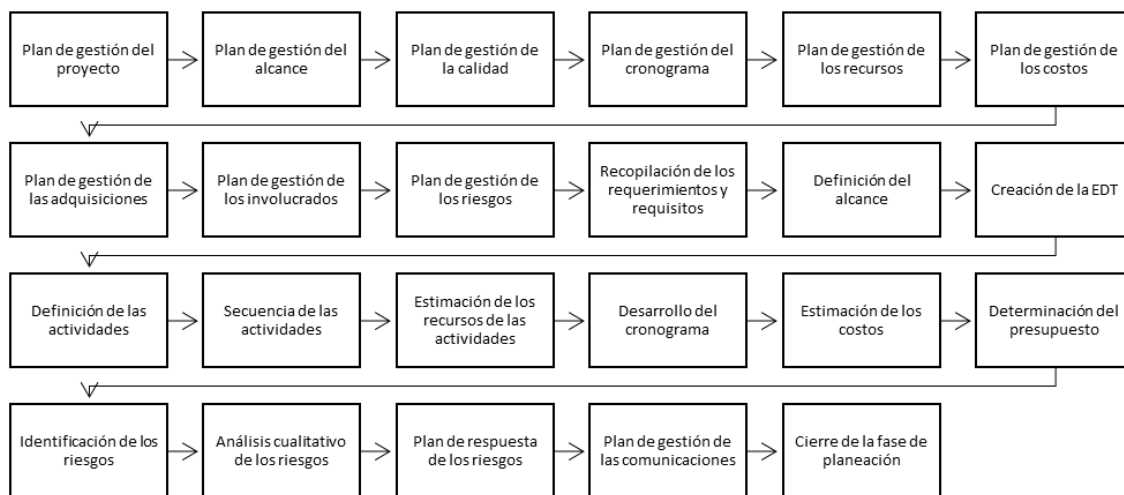 Plan de gestión del
proyecto
Plan de gestión del
alcance
Plan de gestión de
la calidad
Plan de gestión del
cronograma
Plan de gestión de
los recursos
Plan de gestión de
los costos
Plan de gestión de
las adquisiciones
Plan de gestión de
los involucrados
Plan de gestión de
los riesgos
Recopilación de los
requerimientos y
requisitos
Definición del
alcance
Creación de la EDT
Definición de las
actividades
Secuencia de las
actividades
Estimación de los
recursos de las
actividades
Desarrollo del
cronograma
Estimación de los
costos
Determinación del
presupuesto
Identificación de los
riesgos
Análisis cualitativo
de los riesgos
Plan de respuesta
de los riesgos
Plan de gestión de
las comunicaciones
Cierre de la fase de
planeación